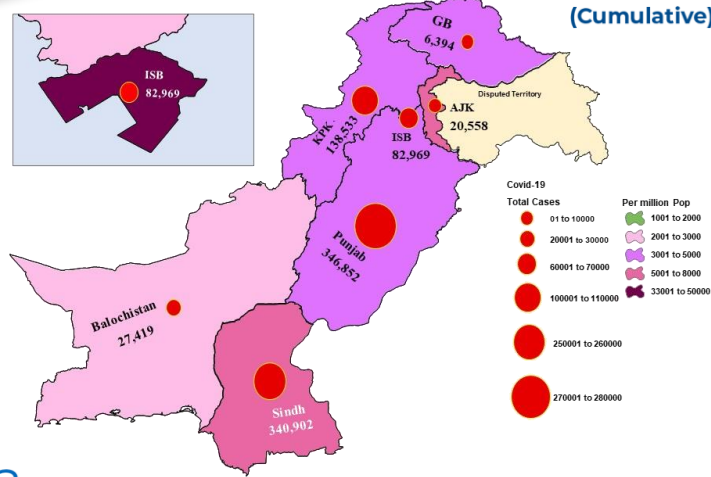 (Cumulative)
ISB
82,969
GB
6,394
Disputed Territory
AJK
20,558
KPK
138,533
ISB
82,969
Punjab
346,852
Balochistan
27,419
Sindh
340,902
Covid-19
Total Cases
01 to 10000
20001 to 30000
60001 to 70000
100001 to 110000
250001 to 260000
270001 to 280000
Per million Pop
1001 to 2000
2001 to 3000
3001 to 5000
5001 to 8000
33001 to 50000